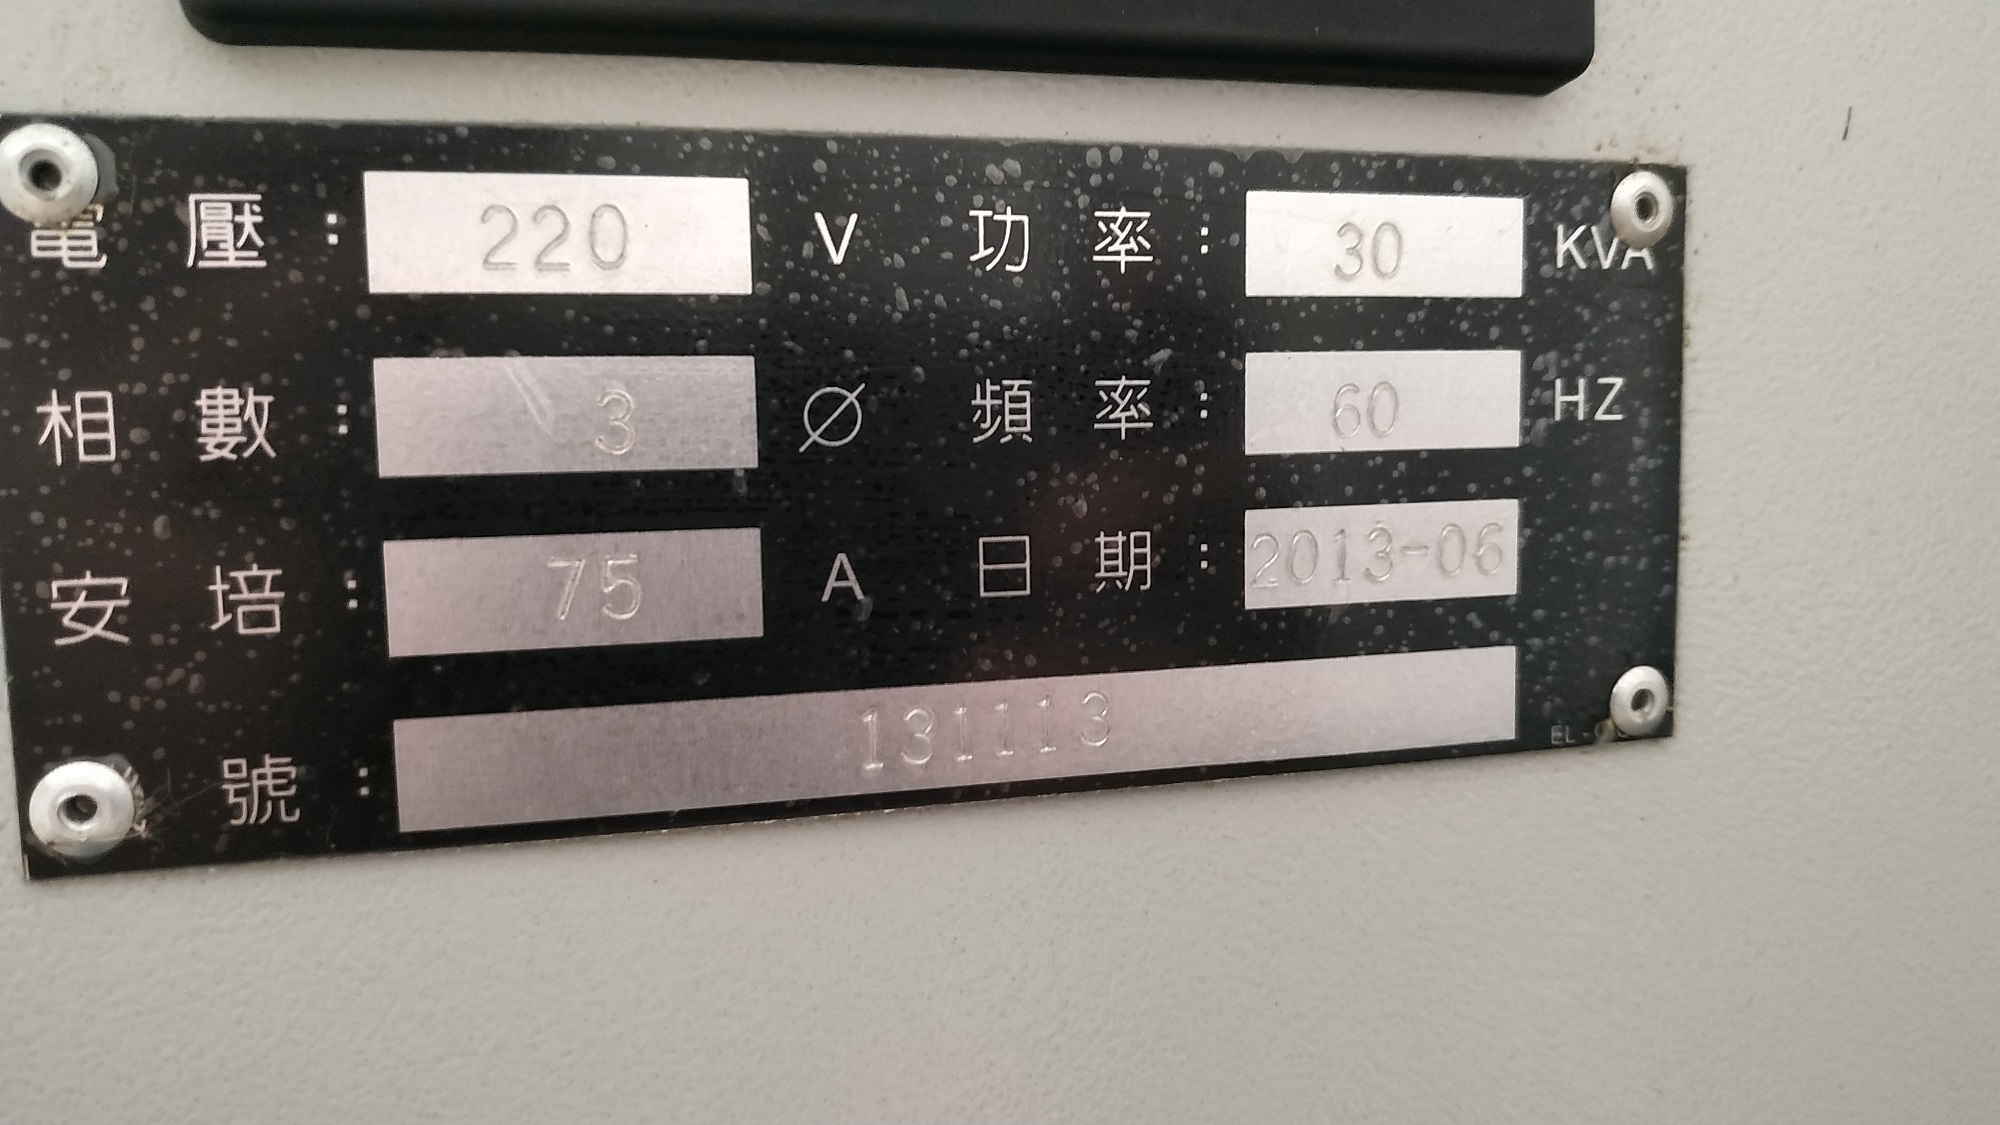 電壓: 220 V 功率: 30 KVA
相數: 3 Ø 頻率: 60 HZ
安培: 75 A 日期: 2013-06
號: 131113